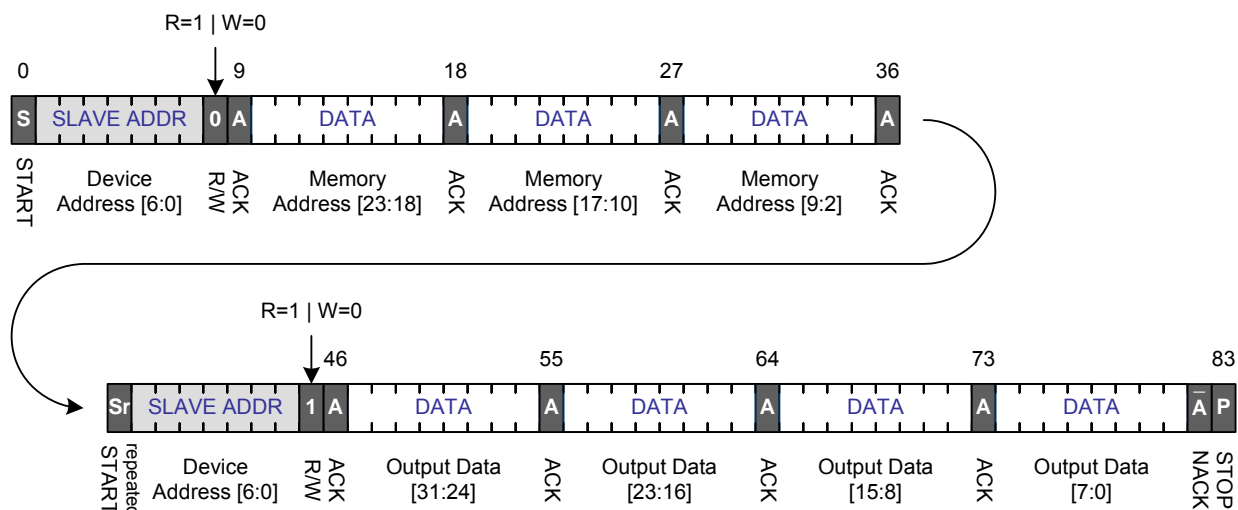 R=1 | W=0
0 9 18 27 36
S SLAVE ADDR 0 A DATA A DATA A DATA A
START Device Address [6:0] R/W ACK Memory Address [23:18] ACK Memory Address [17:10] ACK Memory Address [9:2] ACK
R=1 | W=0
46 55 64 73 83
Sr SLAVE ADDR 1 A DATA A DATA A DATA A DATA A̅ P
repeated START Device Address [6:0] R/W ACK Output Data [31:24] ACK Output Data [23:16] ACK Output Data [15:8] ACK Output Data [7:0] NACK STOP